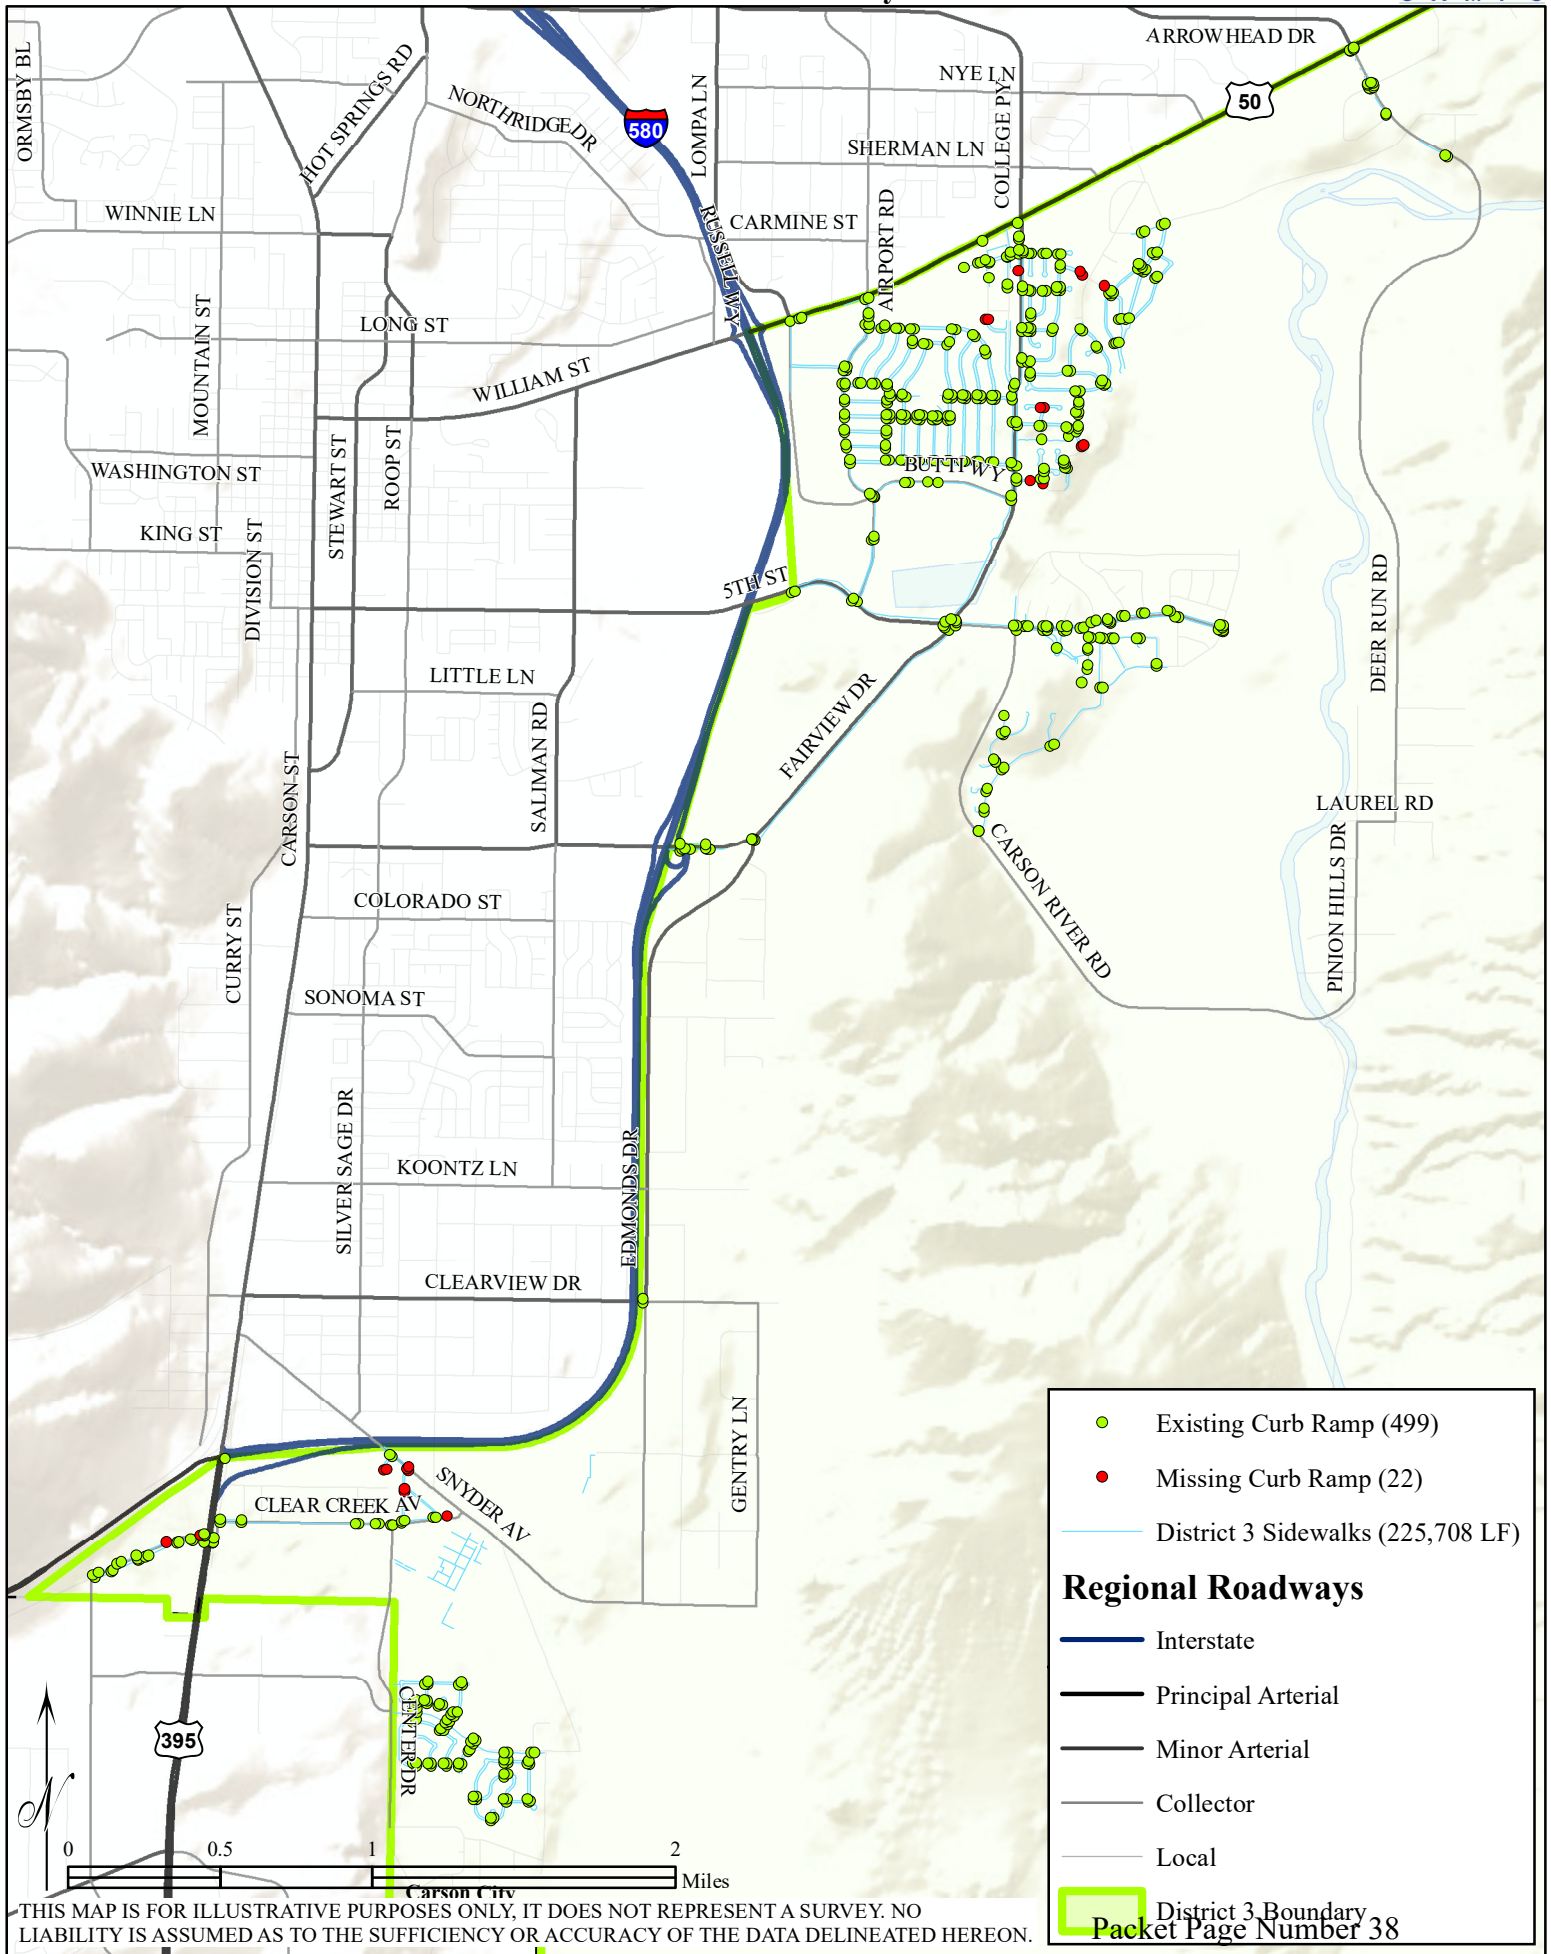 ARROWHEAD DR
ORMSBY BL
HOT SPRINGS RD
NORTHRIDGE DR
580
LOMPA LN
NYE LN
COLLEGE PY
50
SHERMAN LN
WINNIE LN
RUSSELL WY
CARMINE ST
AIRPORT RD
MOUNTAIN ST
LONG ST
WILLIAM ST
WASHINGTON ST
STEWART ST
ROOP ST
BUTTI WY
KING ST
DIVISION ST
5TH ST
DEER RUN RD
LITTLE LN
SALIMAN RD
FAIRVIEW DR
CARSON ST
LAUREL RD
CARSON RIVER RD
PINION HILLS DR
COLORADO ST
CURRY ST
SONOMA ST
SILVER SAGE DR
KOONTZ LN
EDMONDS DR
CLEARVIEW DR
GENTRY LN
SNYDER AV
CLEAR CREEK AV
CENTER DR
395
Existing Curb Ramp (499)
Missing Curb Ramp (22)
District 3 Sidewalks (225,708 LF)
Regional Roadways
Interstate
Principal Arterial
Minor Arterial
Collector
Local
District 3 Boundary
N
0 0.5 1 2
Miles
Carson City
THIS MAP IS FOR ILLUSTRATIVE PURPOSES ONLY, IT DOES NOT REPRESENT A SURVEY. NO
LIABILITY IS ASSUMED AS TO THE SUFFICIENCY OR ACCURACY OF THE DATA DELINEATED HEREON.
Packet Page Number 38